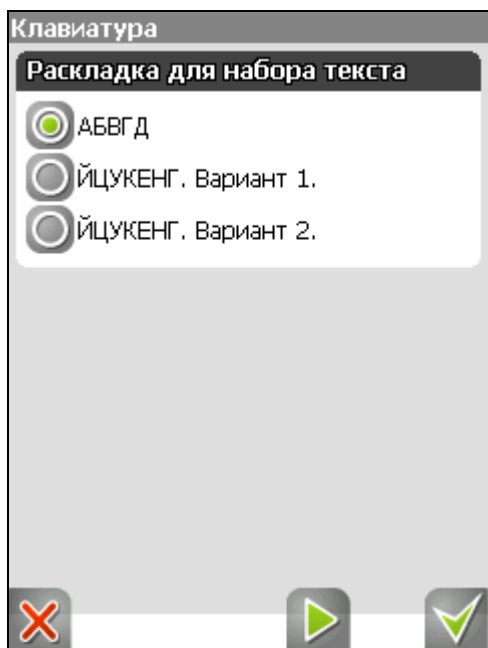 Клавиатура
Раскладка для набора текста
АБВГД
ЙЦУКЕНГ. Вариант 1.
ЙЦУКЕНГ. Вариант 2.